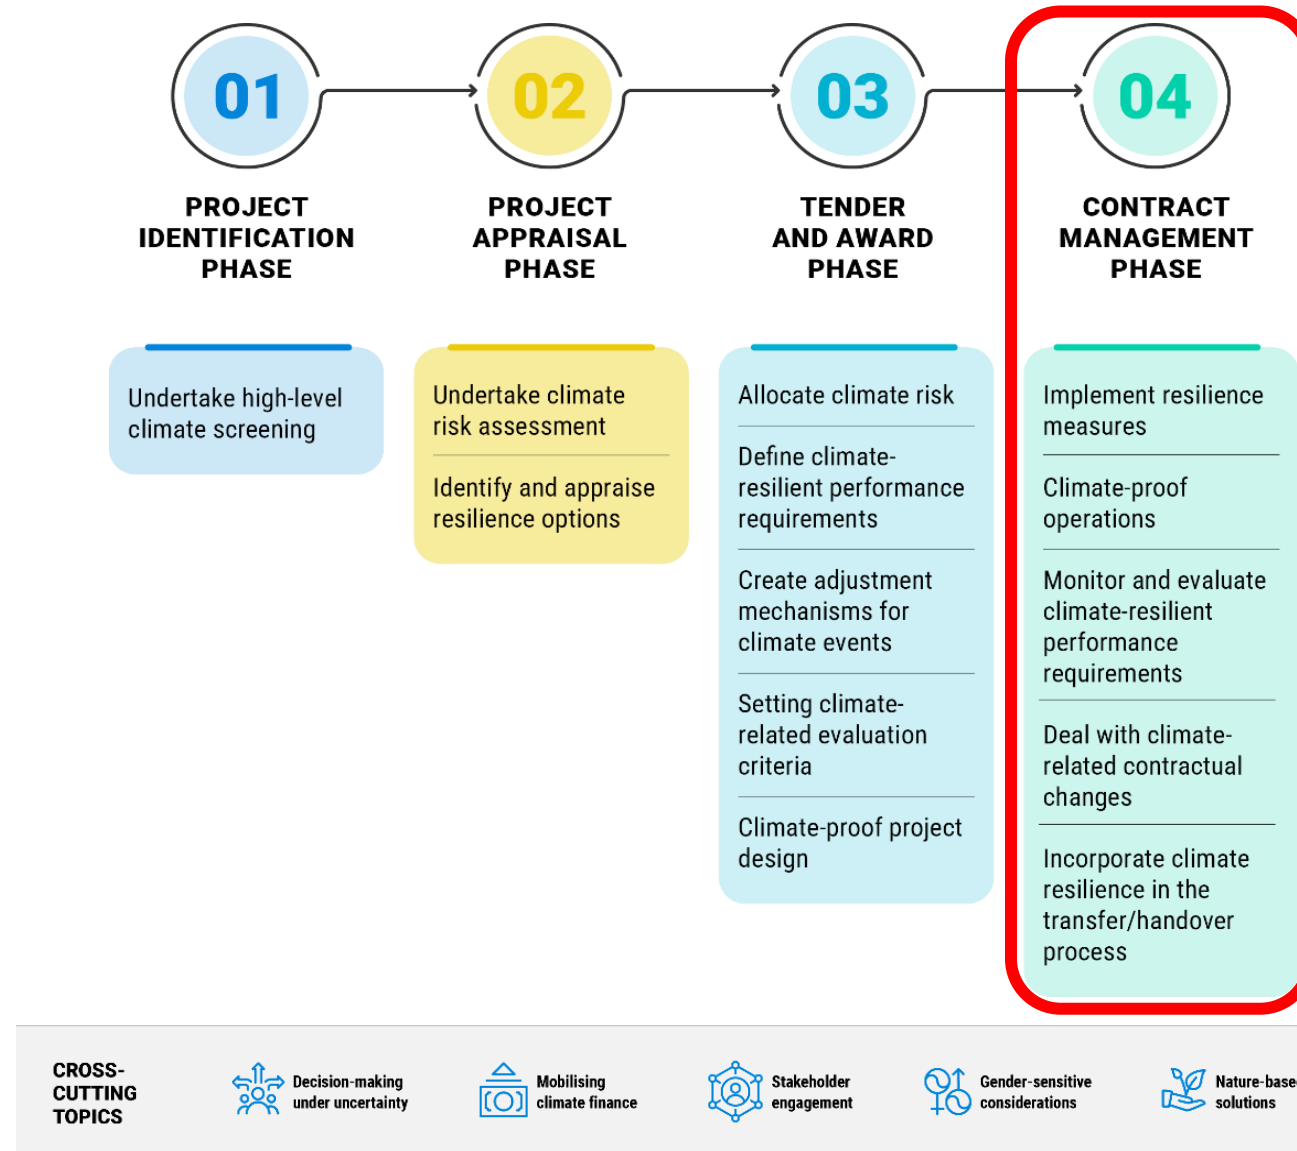 01
02
03
04
PROJECT
IDENTIFICATION
PHASE
PROJECT
APPRAISAL
PHASE
TENDER
AND AWARD
PHASE
CONTRACT
MANAGEMENT
PHASE
Undertake high-level
climate screening
Undertake climate
risk assessment
Identify and appraise
resilience options
Allocate climate risk
Define climate-
resilient performance
requirements
Create adjustment
mechanisms for
climate events
Setting climate-
related evaluation
criteria
Climate-proof project
design
Implement resilience
measures
Climate-proof
operations
Monitor and evaluate
climate-resilient
performance
requirements
Deal with climate-
related contractual
changes
Incorporate climate
resilience in the
transfer/handover
process
CROSS-
CUTTING
TOPICS
Decision-making
under uncertainty
Mobilising
climate finance
Stakeholder
engagement
Gender-sensitive
considerations
Nature-base
solutions